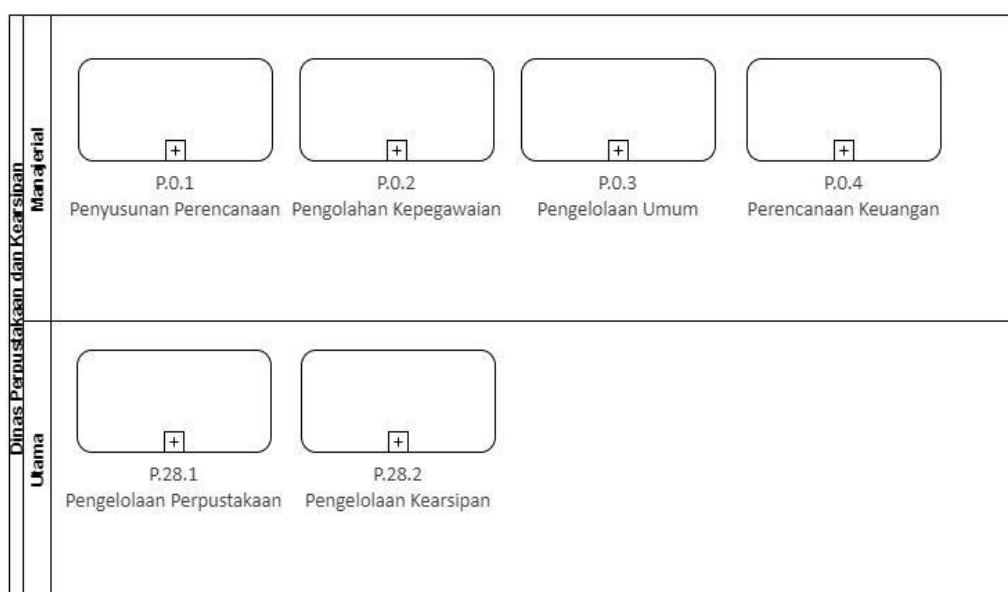 Dinas Perpustakaan dan Kearsipan
Manajerial
+
+
+
+
P.0.1
Penyusunan Perencanaan
P.0.2
Pengolahan Kepegawaian
P.0.3
Pengelolaan Umum
P.0.4
Perencanaan Keuangan
Utama
+
+
P.28.1
Pengelolaan Perpustakaan
P.28.2
Pengelolaan Kearsipan